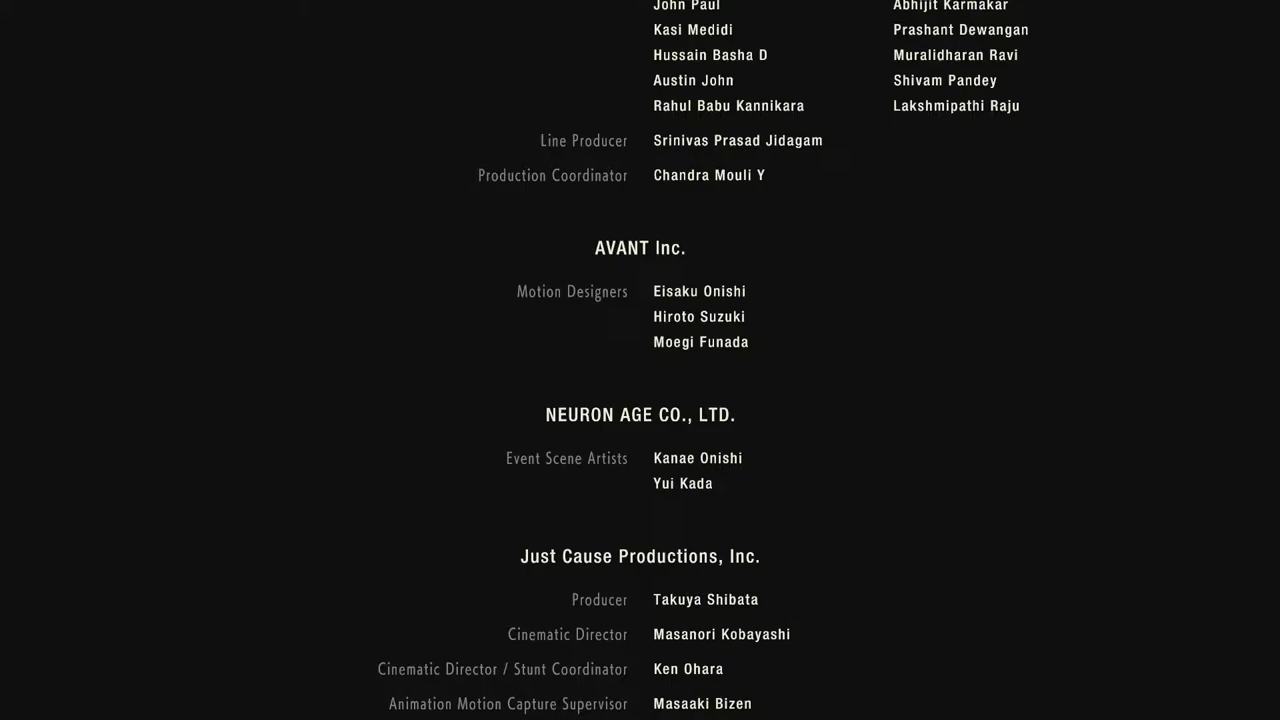 John Paul Abhijit Karmakar
Kasi Medidi Prashant Dewangan
Hussain Basha D Muralidharan Ravi
Austin John Shivam Pandey
Rahul Babu Kannikara Lakshmipathi Raju
Line Producer Srinivas Prasad Jidagam
Production Coordinator Chandra Mouli Y
AVANT Inc.
Motion Designers Eisaku Onishi
Hiroto Suzuki
Moegi Funada
NEURON AGE CO., LTD.
Event Scene Artists Kanae Onishi
Yui Kada
Just Cause Productions, Inc.
Producer Takuya Shibata
Cinematic Director Masanori Kobayashi
Cinematic Director / Stunt Coordinator Ken Ohara
Animation Motion Capture Supervisor Masaaki Bizen